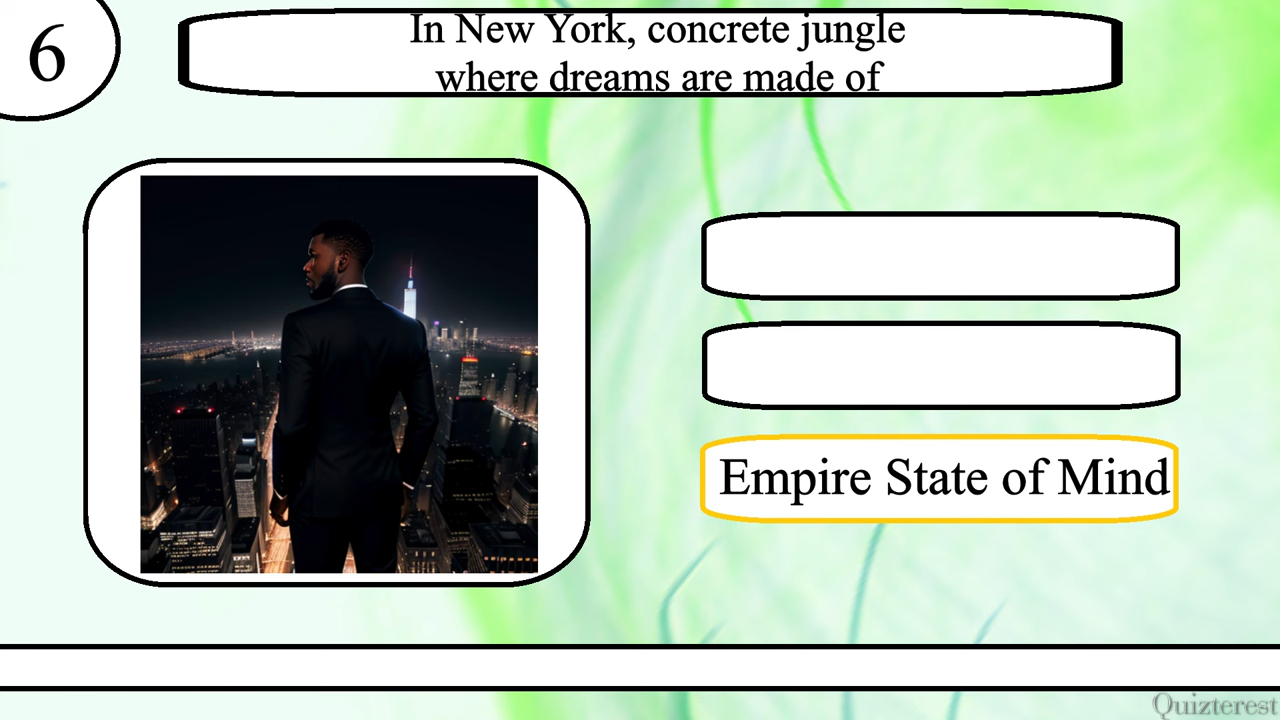 6
In New York, concrete jungle
where dreams are made of
Empire State of Mind
Quizterest